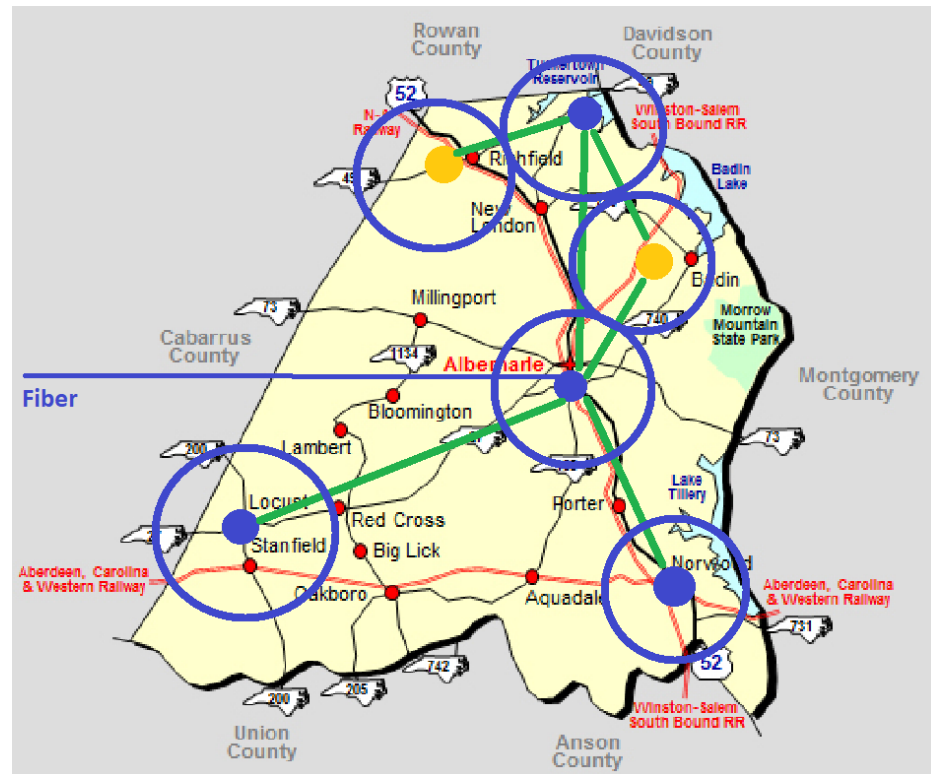 Rowan
County
Davidson
County
Reservoir
52
Railway
Winston-Salem
South Bound RR
Richfield
Badin
Lake
New
London
Badin
73
Millingport
740
Morrow
Mountain
State Park
Cabarrus
County
1134
Albemarle
Montgomery
County
Fiber
Bloomington
200
Lambert
73
Lake
Tillery
Locust
Porter
Red Cross
Stanfield
Big Lick
Norwood
Aberdeen, Carolina
& Western Railway
Oakboro
Aquadale
Aberdeen, Carolina
& Western Railway
731
742
52
205
200
Winston-Salem
South Bound RR
Union
County
Anson
County